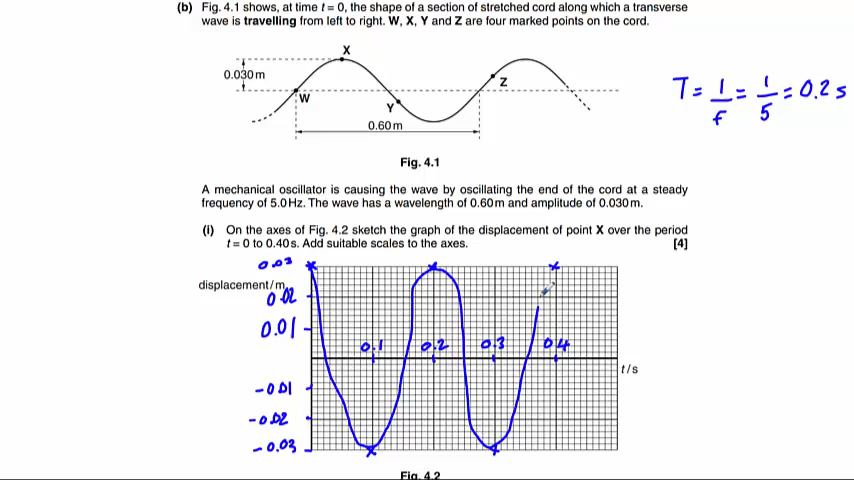 (b) Fig. 4.1 shows, at time t = 0, the shape of a section of stretched cord along which a transverse
wave is travelling from left to right. W, X, Y and Z are four marked points on the cord.
X
0.030 m
Z
W
Y
0.60 m
T = 1/f = 1/5 = 0.2 s
Fig. 4.1
A mechanical oscillator is causing the wave by oscillating the end of the cord at a steady
frequency of 5.0 Hz. The wave has a wavelength of 0.60 m and amplitude of 0.030 m.
(i) On the axes of Fig. 4.2 sketch the graph of the displacement of point X over the period
t = 0 to 0.40 s. Add suitable scales to the axes. [4]
0.03
displacement/m
0.02
0.01
0.1 0.2 0.3 0.4
t/s
-0.01
-0.02
-0.03
Fig. 4.2